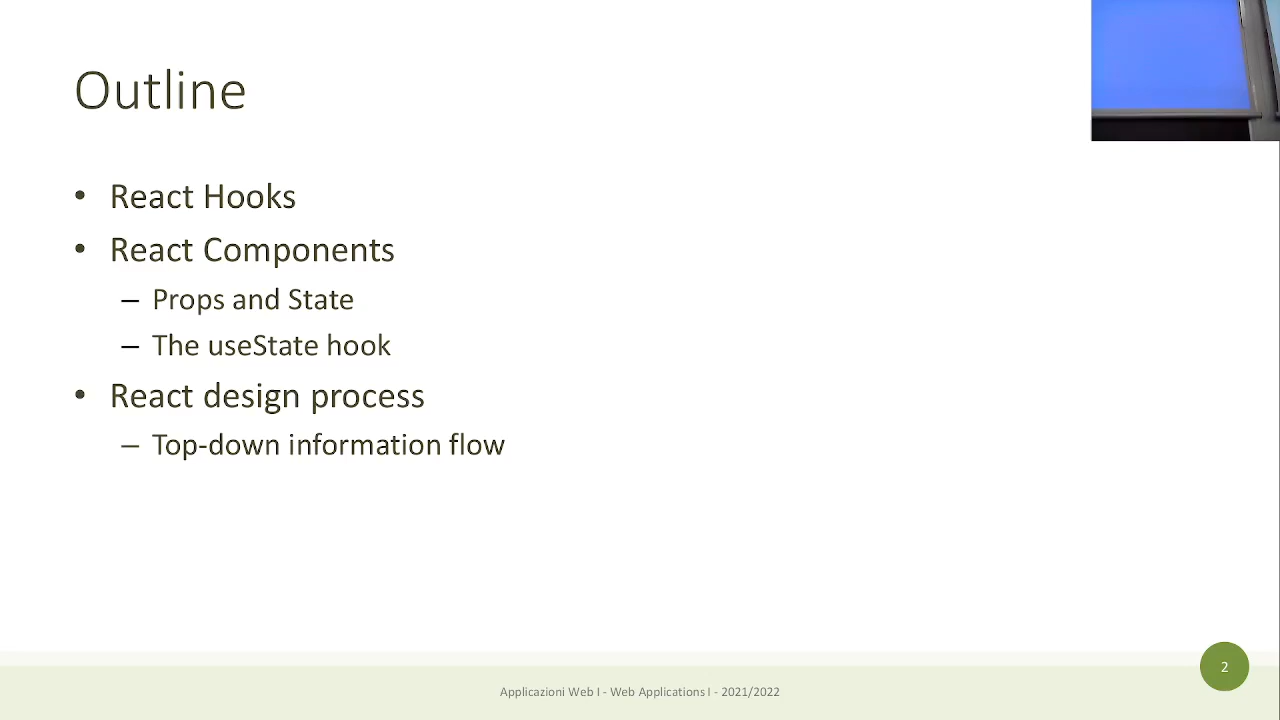 Outline
• React Hooks
• React Components
– Props and State
– The useState hook
• React design process
– Top-down information flow
2
Applicazioni Web I - Web Applications I - 2021/2022